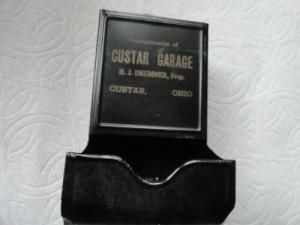 Compliments of
CUSTAR GARAGE
H. J. DRUMMER, Prop.
CUSTAR, OHIO